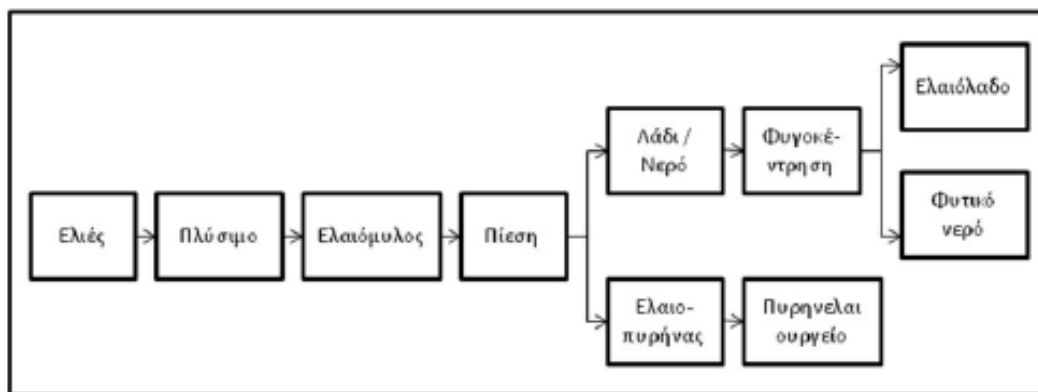 Ελιές
Πλύσιμο
Ελαιόμυλος
Πίεση
Λάδι /
Νερό
Φυγοκέ-
ντρηση
Ελαιόλαδο
Φυτικό
νερό
Ελαιο-
πυρήνας
Πυρηνελαι
ουργείο